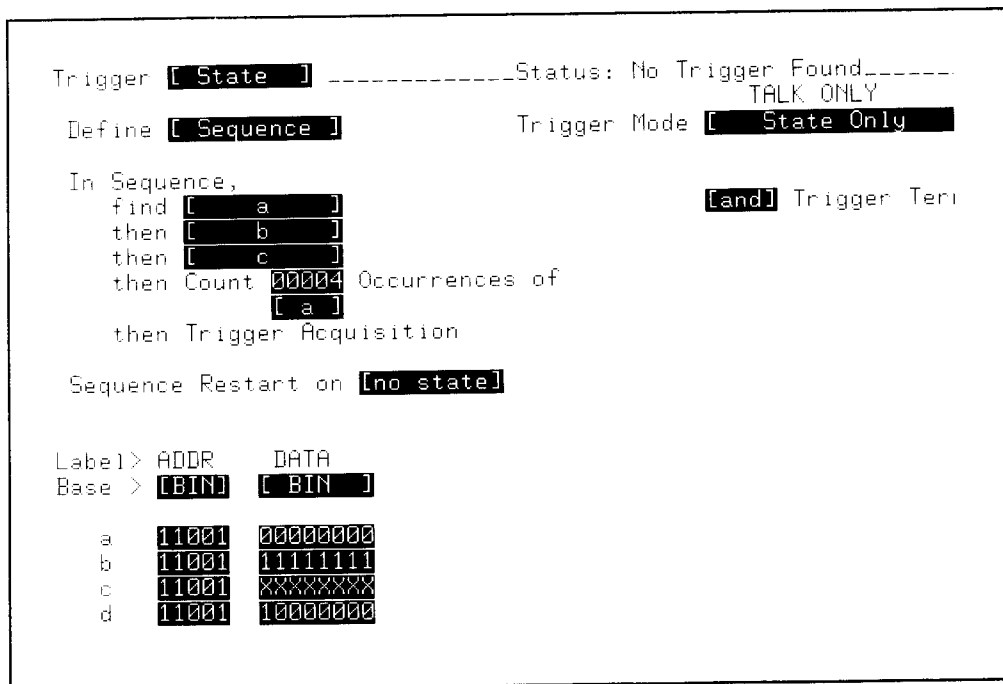 Trigger [ State ] _____________Status: No Trigger Found______
TALK ONLY
Define [ Sequence ] Trigger Mode [ State Only
In Sequence,
find [ a ] [and] Trigger
then [ b ]
then [ c ]
then Count 00004 Occurrences of
[ a ]
then Trigger Acquisition
Sequence Restart on [no state]
Label> ADDR DATA
Base > [BIN] [ BIN ]
a 11001 00000000
b 11001 11111111
c 11001 XXXXXXXX
d 11001 10000000